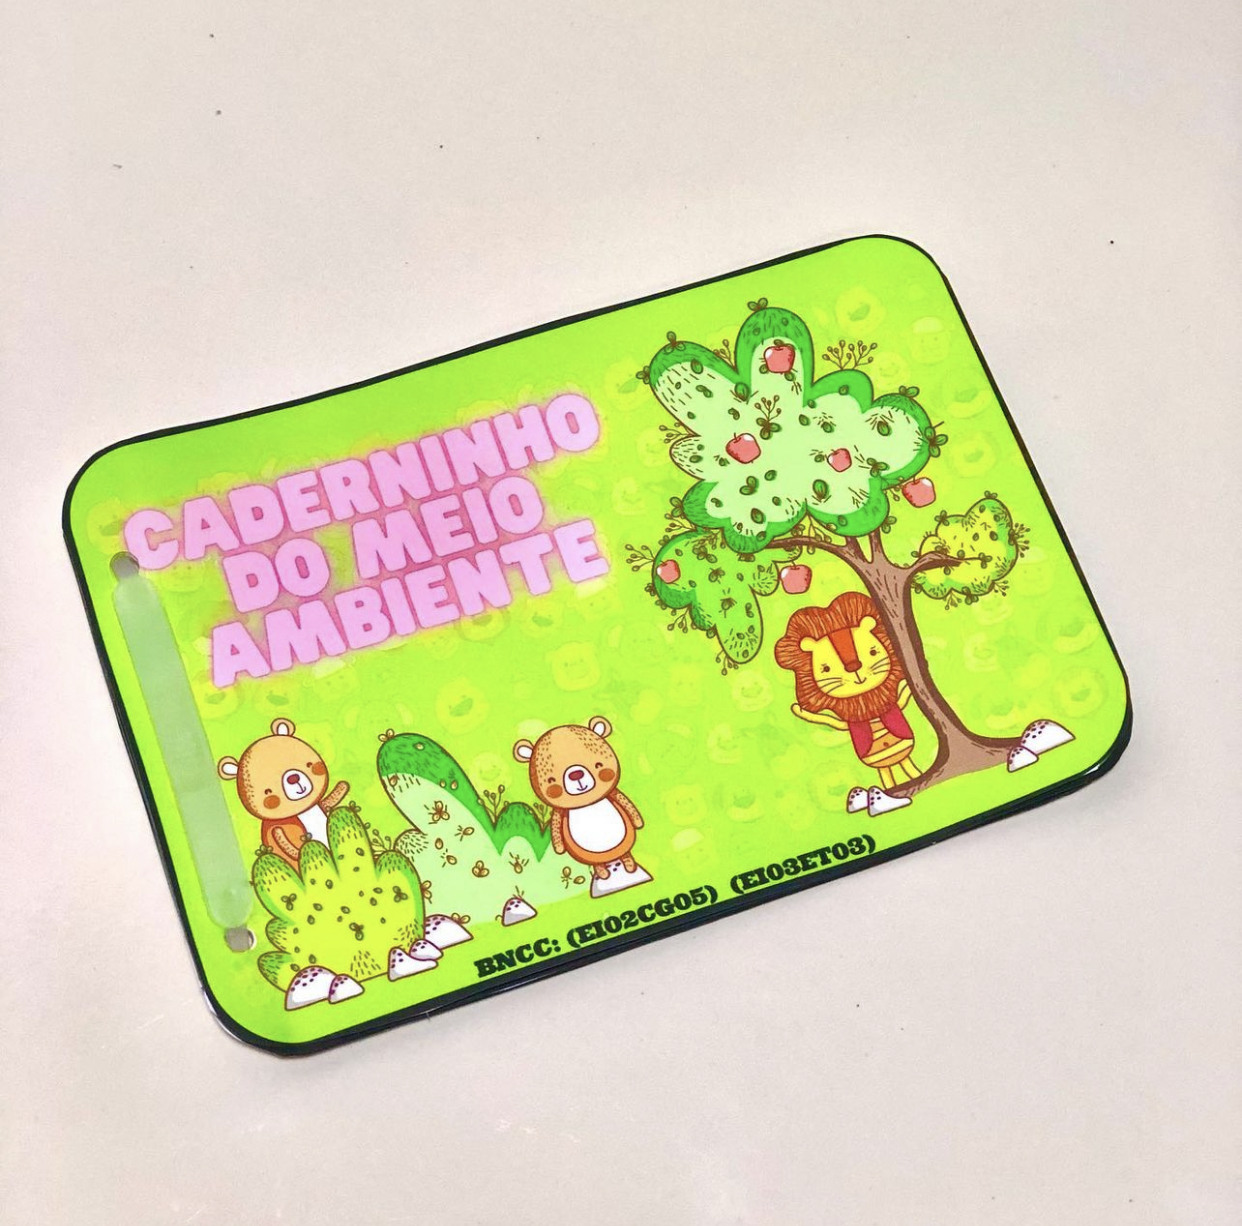 CADERNINHO
DO MEIO
AMBIENTE
BNCC: (EI02CG05) (EI03ET03)